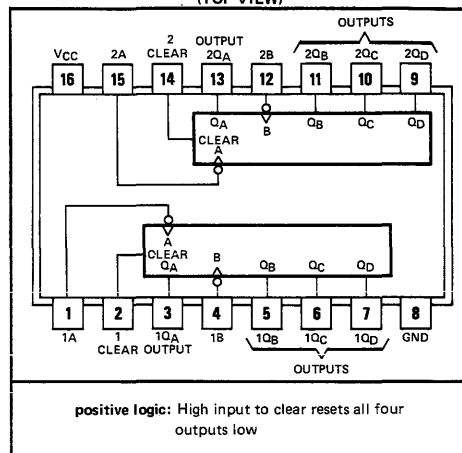 (TOP VIEW)
OUTPUTS
2 OUTPUT
VCC 2A CLEAR 2QA 2B 2QB 2QC 2QD
16 15 14 13 12 11 10 9
QA B QB QC QD
CLEAR
A
A
CLEAR
QA B QB QC QD
1 2 3 4 5 6 7 8
1A 1 1QA 1B 1QB 1QC 1QD GND
CLEAR OUTPUT
OUTPUTS
positive logic: High input to clear resets all four
outputs low